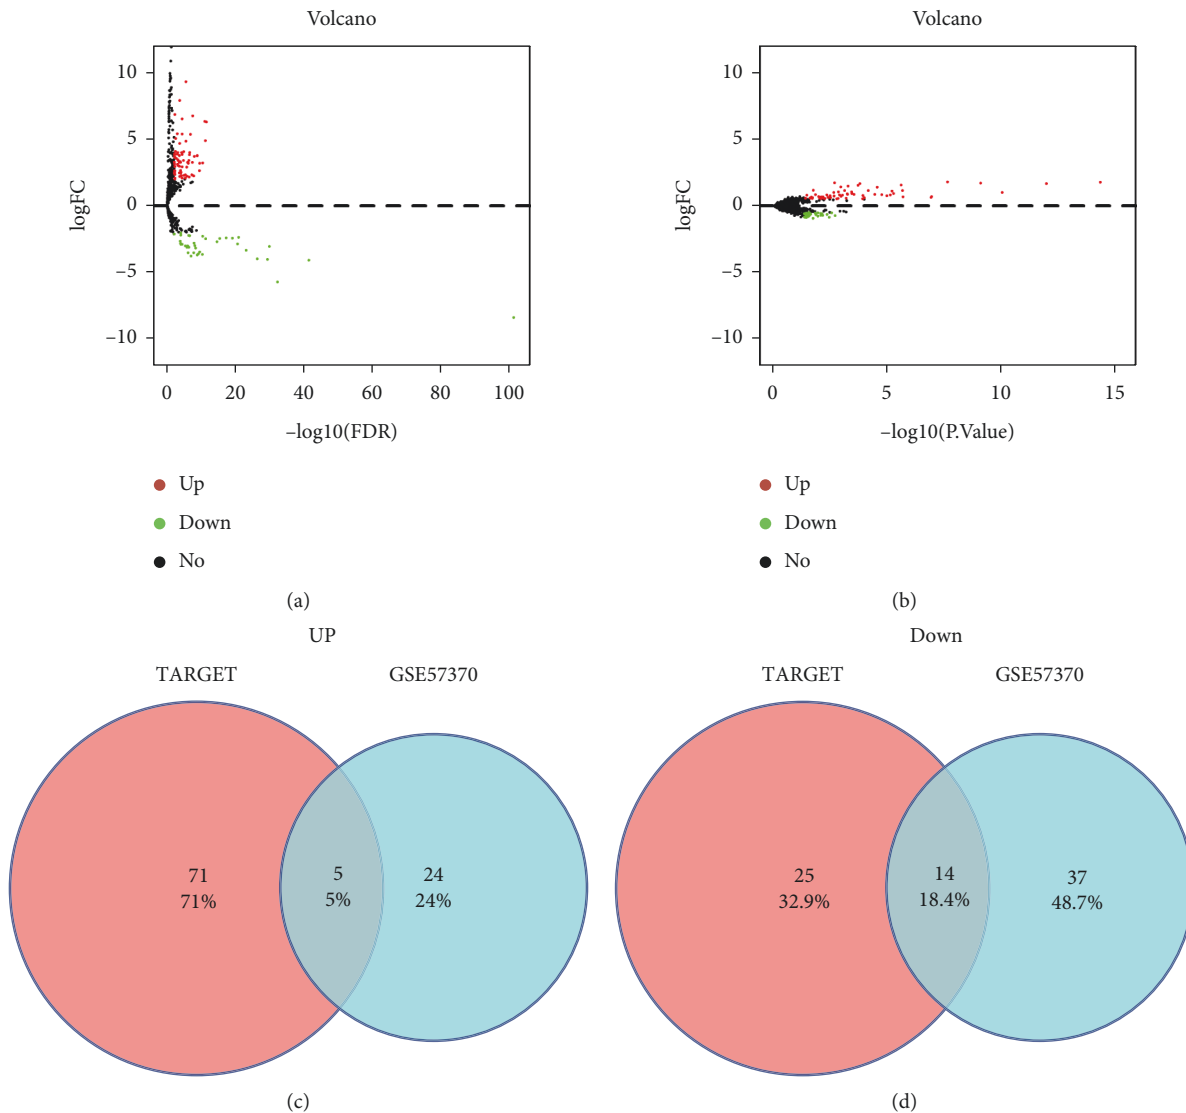 Volcano
10
5
0
−5
−10
logFC
0 20 40 60 80 100
−log10(FDR)
Up
Down
No
(a)
Volcano
10
5
0
−5
−10
logFC
0 5 10 15
−log10(P.Value)
Up
Down
No
(b)
UP
TARGET GSE57370
71 5 24
71% 5% 24%
(c)
Down
TARGET GSE57370
25 14 37
32.9% 18.4% 48.7%
(d)